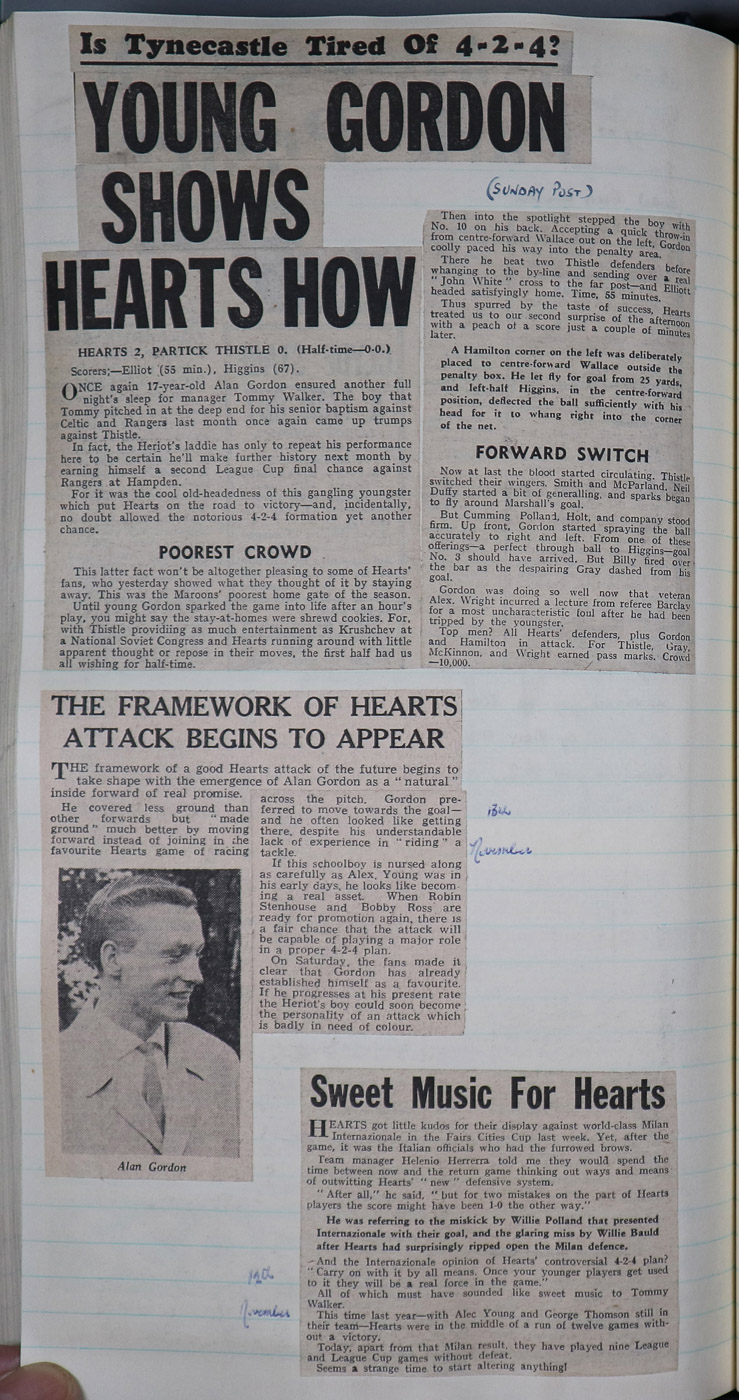 Is Tynecastle Tired Of 4-2-4?
YOUNG GORDON
SHOWS
HEARTS HOW
HEARTS 2, PARTICK THISTLE 0. (Half-time—0-0.)
Scorers;—Elliot (55 min.), Higgins (67).
ONCE again 17-year-old Alan Gordon ensured another full
night's sleep for manager Tommy Walker. The boy that
Tommy pitched in at the deep end for his senior baptism against
Celtic and Rangers last month once again came up trumps
against Thistle.
In fact, the Heriot's laddie has only to repeat his performance
here to be certain he'll make further history next month by
earning himself a second League Cup final chance against
Rangers at Hampden.
For it was the cool old-headedness of this gangling youngster
which put Hearts on the road to victory—and, incidentally,
no doubt allowed the notorious 4-2-4 formation yet another
chance.
POOREST CROWD
This latter fact won't be altogether pleasing to some of Hearts'
fans, who yesterday showed what they thought of it by staying
away. This was the Maroons' poorest home gate of the season.
Until young Gordon sparked the game into life after an hour's
play, you might say the stay-at-homes were shrewd cookies. For,
with Thistle providiing as much entertainment as Krushchev at
a National Soviet Congress and Hearts running around with little
apparent thought or repose in their moves, the first half had us
all wishing for half-time.
(SUNDAY POST)
Then into the spotlight stepped the boy with
No. 10 on his back. Accepting a quick throw-in
from centre-forward Wallace out on the left, Gordon
coolly paced his way into the penalty area.
There he beat two Thistle defenders before
whanging to the by-line and sending over a real
"John White" cross to the far post—and Elliott
headed satisfyingly home. Time, 55 minutes.
Thus spurred by the taste of success, Hearts
treated us to our second surprise of the afternoon
with a peach of a score just a couple of minutes
later.
A Hamilton corner on the left was deliberately
placed to centre-forward Wallace outside the
penalty box. He let fly for goal from 25 yards,
and left-half Higgins, in the centre-forward
position, deflected the ball sufficiently with his
head for it to whang right into the corner
of the net.
FORWARD SWITCH
Now at last the blood started circulating. Thistle
switched their wingers, Smith and McParland. Neil
Duffy started a bit of generalling, and sparks began
to fly around Marshall's goal.
But Cumming Polland, Holt, and company stood
firm. Up front, Gordon started spraying the ball
accurately to right and left. From one of these
offerings—a perfect through ball to Higgins—goal
No. 3 should have arrived. But Billy fired over
the bar as the despairing Gray dashed from his
goal.
Gordon was doing so well now that veteran
Alex. Wright incurred a lecture from referee Barclay
for a most uncharacteristic foul after he had been
tripped by the youngster.
Top men? All Hearts' defenders, plus Gordon
and Hamilton in attack. For Thistle, Gray,
McKinnon, and Wright earned pass marks. Crowd
—10,000.
THE FRAMEWORK OF HEARTS
ATTACK BEGINS TO APPEAR
THE framework of a good Hearts attack of the future begins to
take shape with the emergence of Alan Gordon as a "natural"
inside forward of real promise.
He covered less ground than
other forwards but "made
ground" much better by moving
forward instead of joining in the
favourite Hearts game of racing
across the pitch. Gordon pre-
ferred to move towards the goal—
and he often looked like getting
there, despite his understandable
lack of experience in "riding" a
tackle.
If this schoolboy is nursed along
as carefully as Alex. Young was in
his early days, he looks like becom-
ing a real asset. When Robin
Stenhouse and Bobby Ross are
ready for promotion again, there is
a fair chance that the attack will
be capable of playing a major role
in a proper 4-2-4 plan.
On Saturday, the fans made it
clear that Gordon has already
established himself as a favourite.
If he progresses at his present rate
the Heriot's boy could soon become
the personality of an attack which
is badly in need of colour.
13th
November
Alan Gordon
Sweet Music For Hearts
HEARTS got little kudos for their display against world-class Milan
Internazionale in the Fairs Cities Cup last week. Yet, after the
game, it was the Italian officials who had the furrowed brows.
Team manager Helenio Herrerra told me they would spend the
time between now and the return game thinking out ways and means
of outwitting Hearts' "new" defensive system.
"After all," he said, "but for two mistakes on the part of Hearts
players the score might have been 1-0 the other way."
He was referring to the miskick by Willie Polland that presented
Internazionale with their goal, and the glaring miss by Willie Bauld
after Hearts had surprisingly ripped open the Milan defence.
And the Internazionale opinion of Hearts' controversial 4-2-4 plan?
"Carry on with it by all means. Once your younger players get used
to it they will be a real force in the game."
All of which must have sounded like sweet music to Tommy
Walker.
This time last year—with Alec Young and George Thomson still in
their team—Hearts were in the middle of a run of twelve games with-
out a victory.
Today, apart from that Milan result, they have played nine League
and League Cup games without defeat.
Seems a strange time to start altering anything!
November